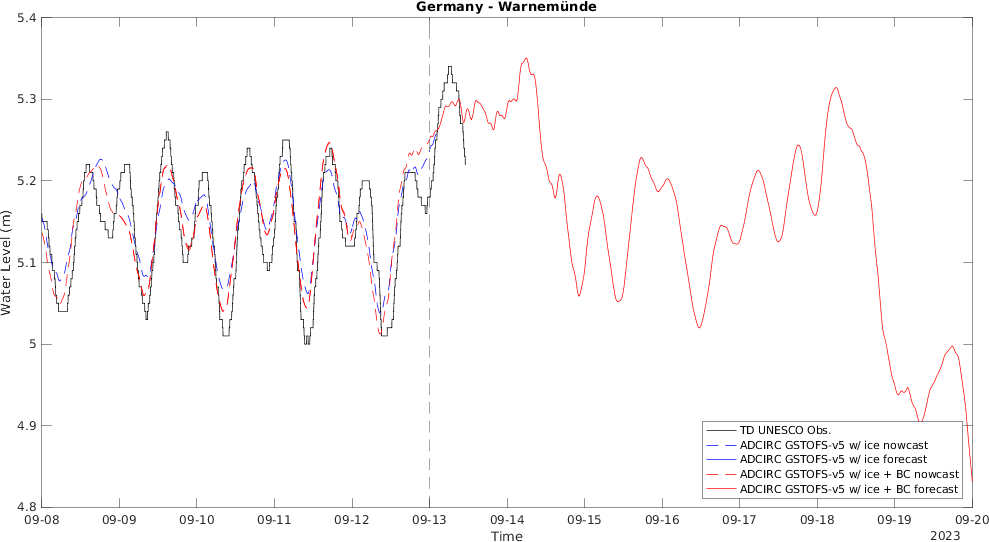 Germany - Warnemünde
5.4
5.3
5.2
5.1
5
4.9
4.8
Water Level (m)
09-08 09-09 09-10 09-11 09-12 09-13 09-14 09-15 09-16 09-17 09-18 09-19 09-20
Time
2023
TD UNESCO Obs.
ADCIRC GSTOFS-v5 w/ ice nowcast
ADCIRC GSTOFS-v5 w/ ice forecast
ADCIRC GSTOFS-v5 w/ ice + BC nowcast
ADCIRC GSTOFS-v5 w/ ice + BC forecast